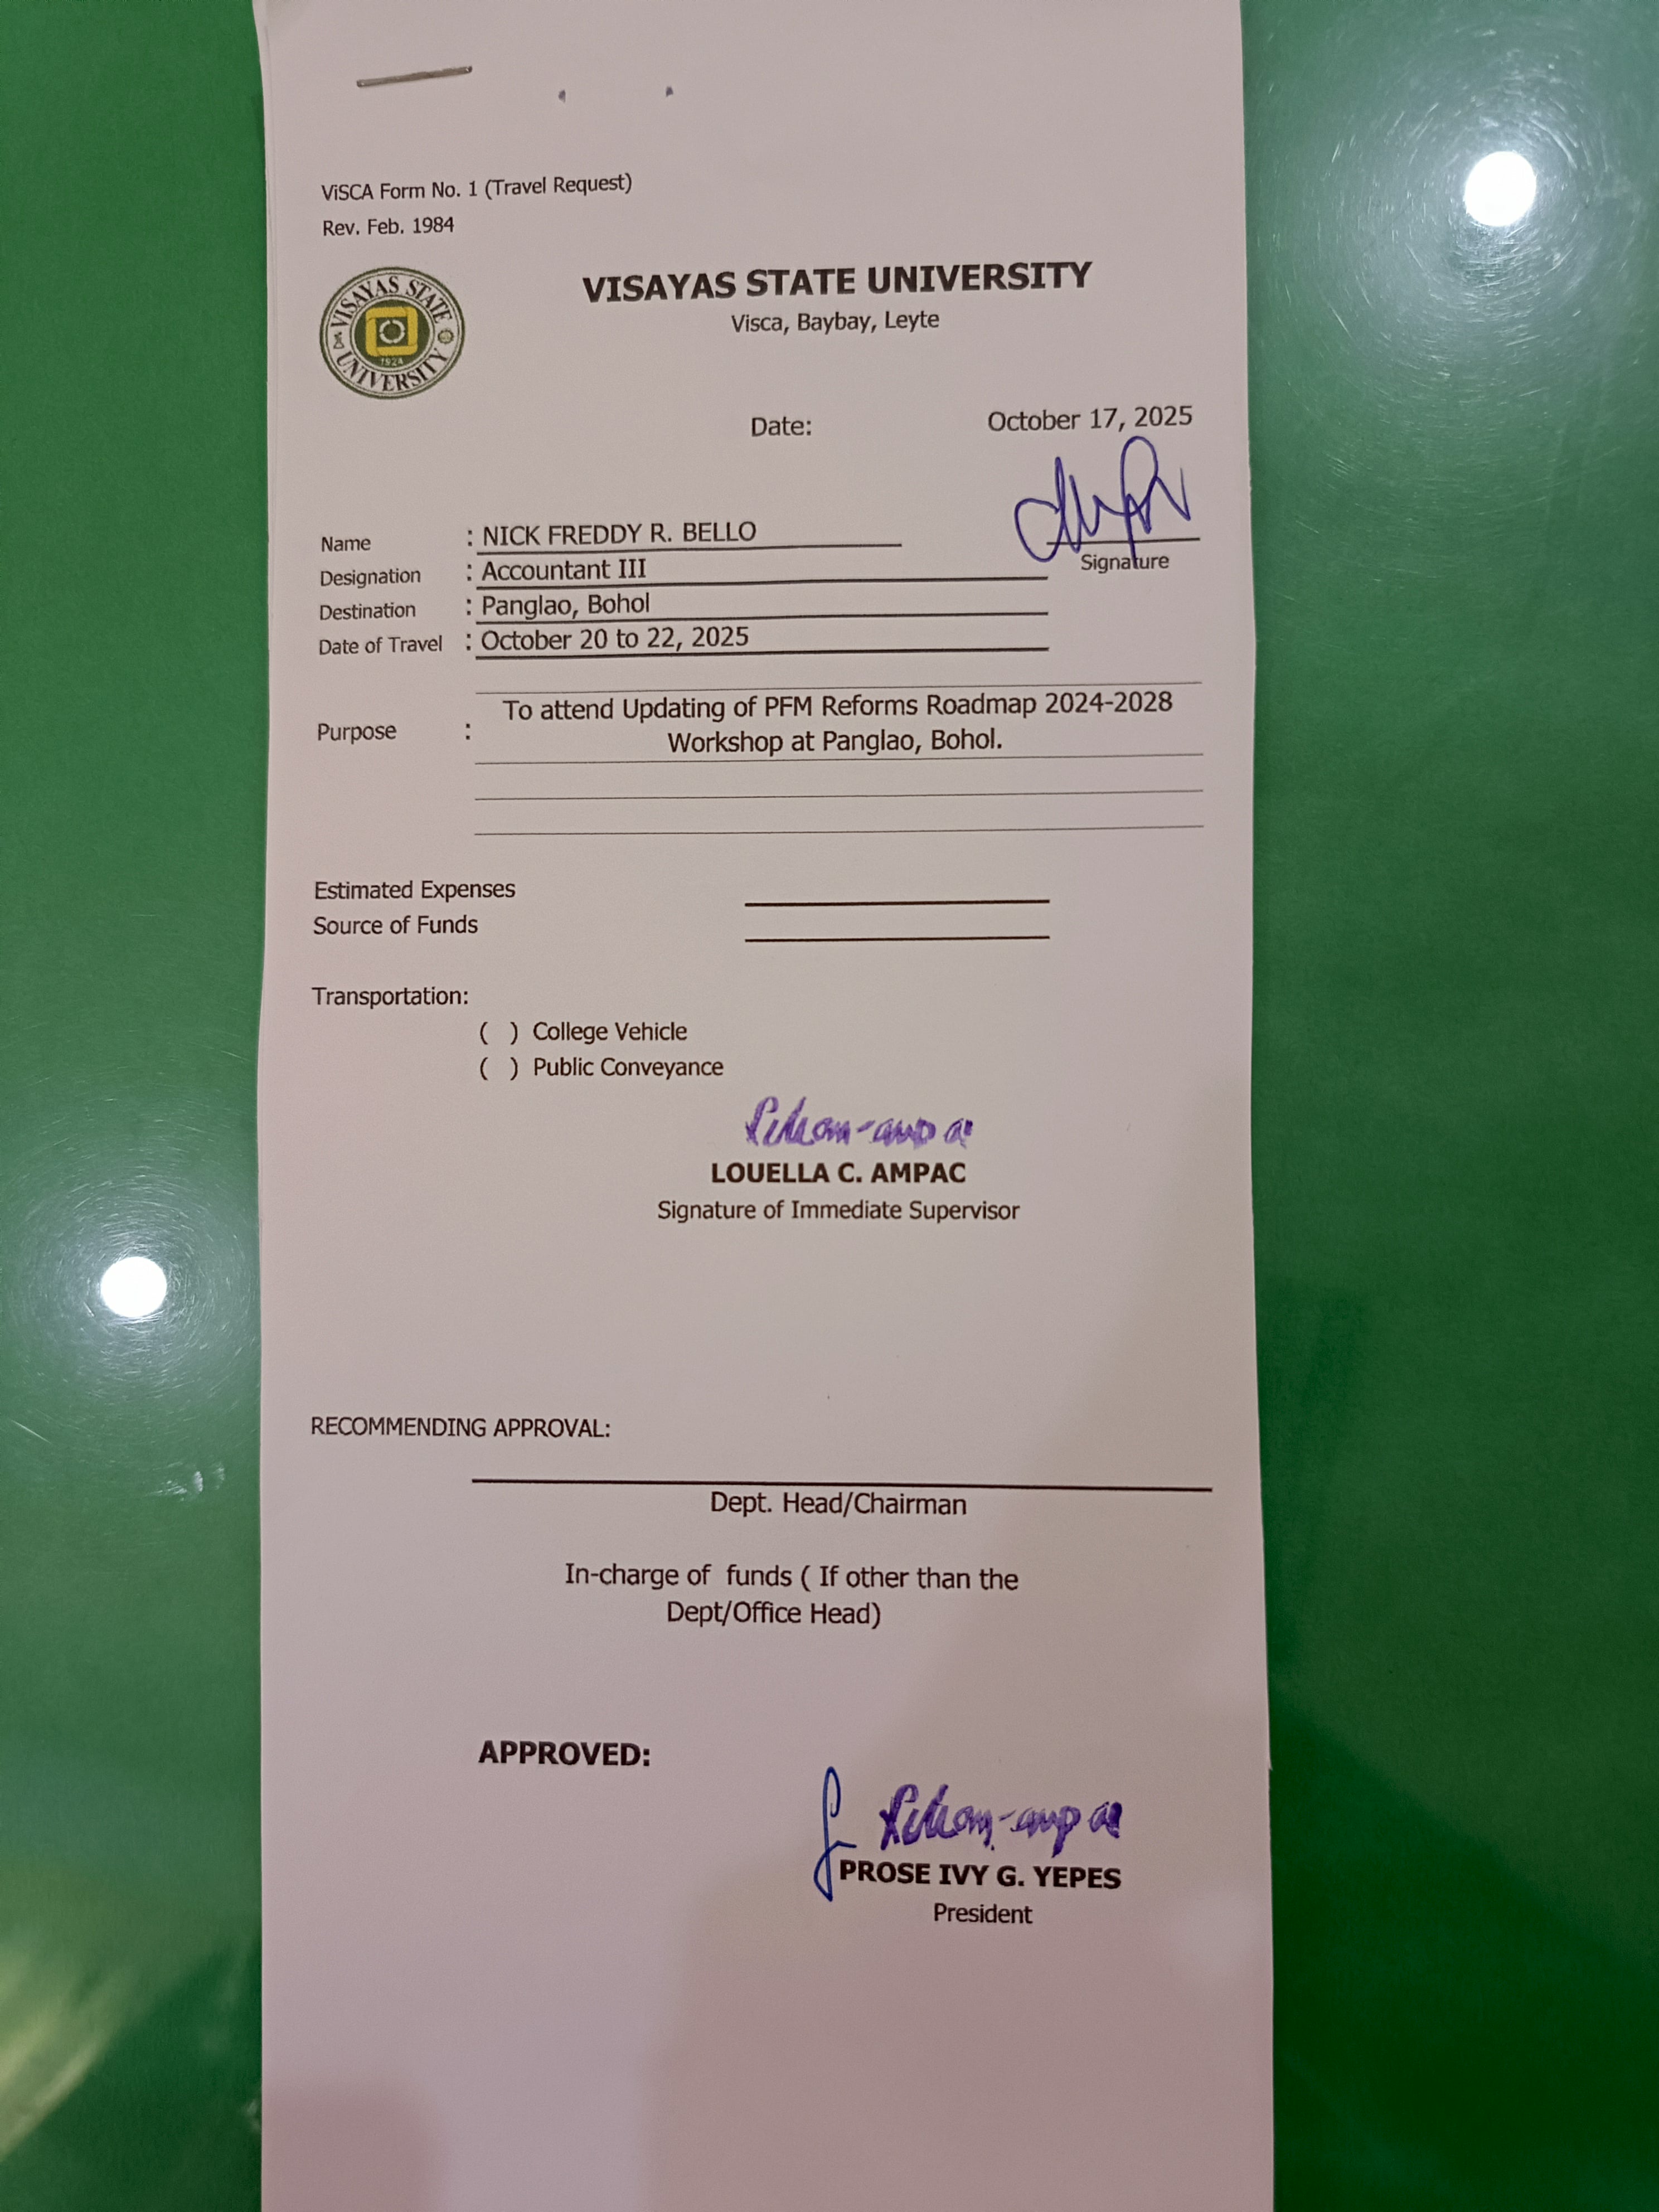 ViSCA Form No. 1 (Travel Request)
Rev. Feb. 1984
VISAYAS STATE UNIVERSITY
1924
VISAYAS STATE UNIVERSITY
Visca, Baybay, Leyte
Date: October 17, 2025
Name : NICK FREDDY R. BELLO
Signature
Designation : Accountant III
Destination : Panglao, Bohol
Date of Travel : October 20 to 22, 2025
Purpose : To attend Updating of PFM Reforms Roadmap 2024-2028
Workshop at Panglao, Bohol.
Estimated Expenses
Source of Funds
Transportation:
( ) College Vehicle
( ) Public Conveyance
LOUELLA C. AMPAC
Signature of Immediate Supervisor
RECOMMENDING APPROVAL:
Dept. Head/Chairman
In-charge of funds ( If other than the
Dept/Office Head)
APPROVED:
PROSE IVY G. YEPES
President